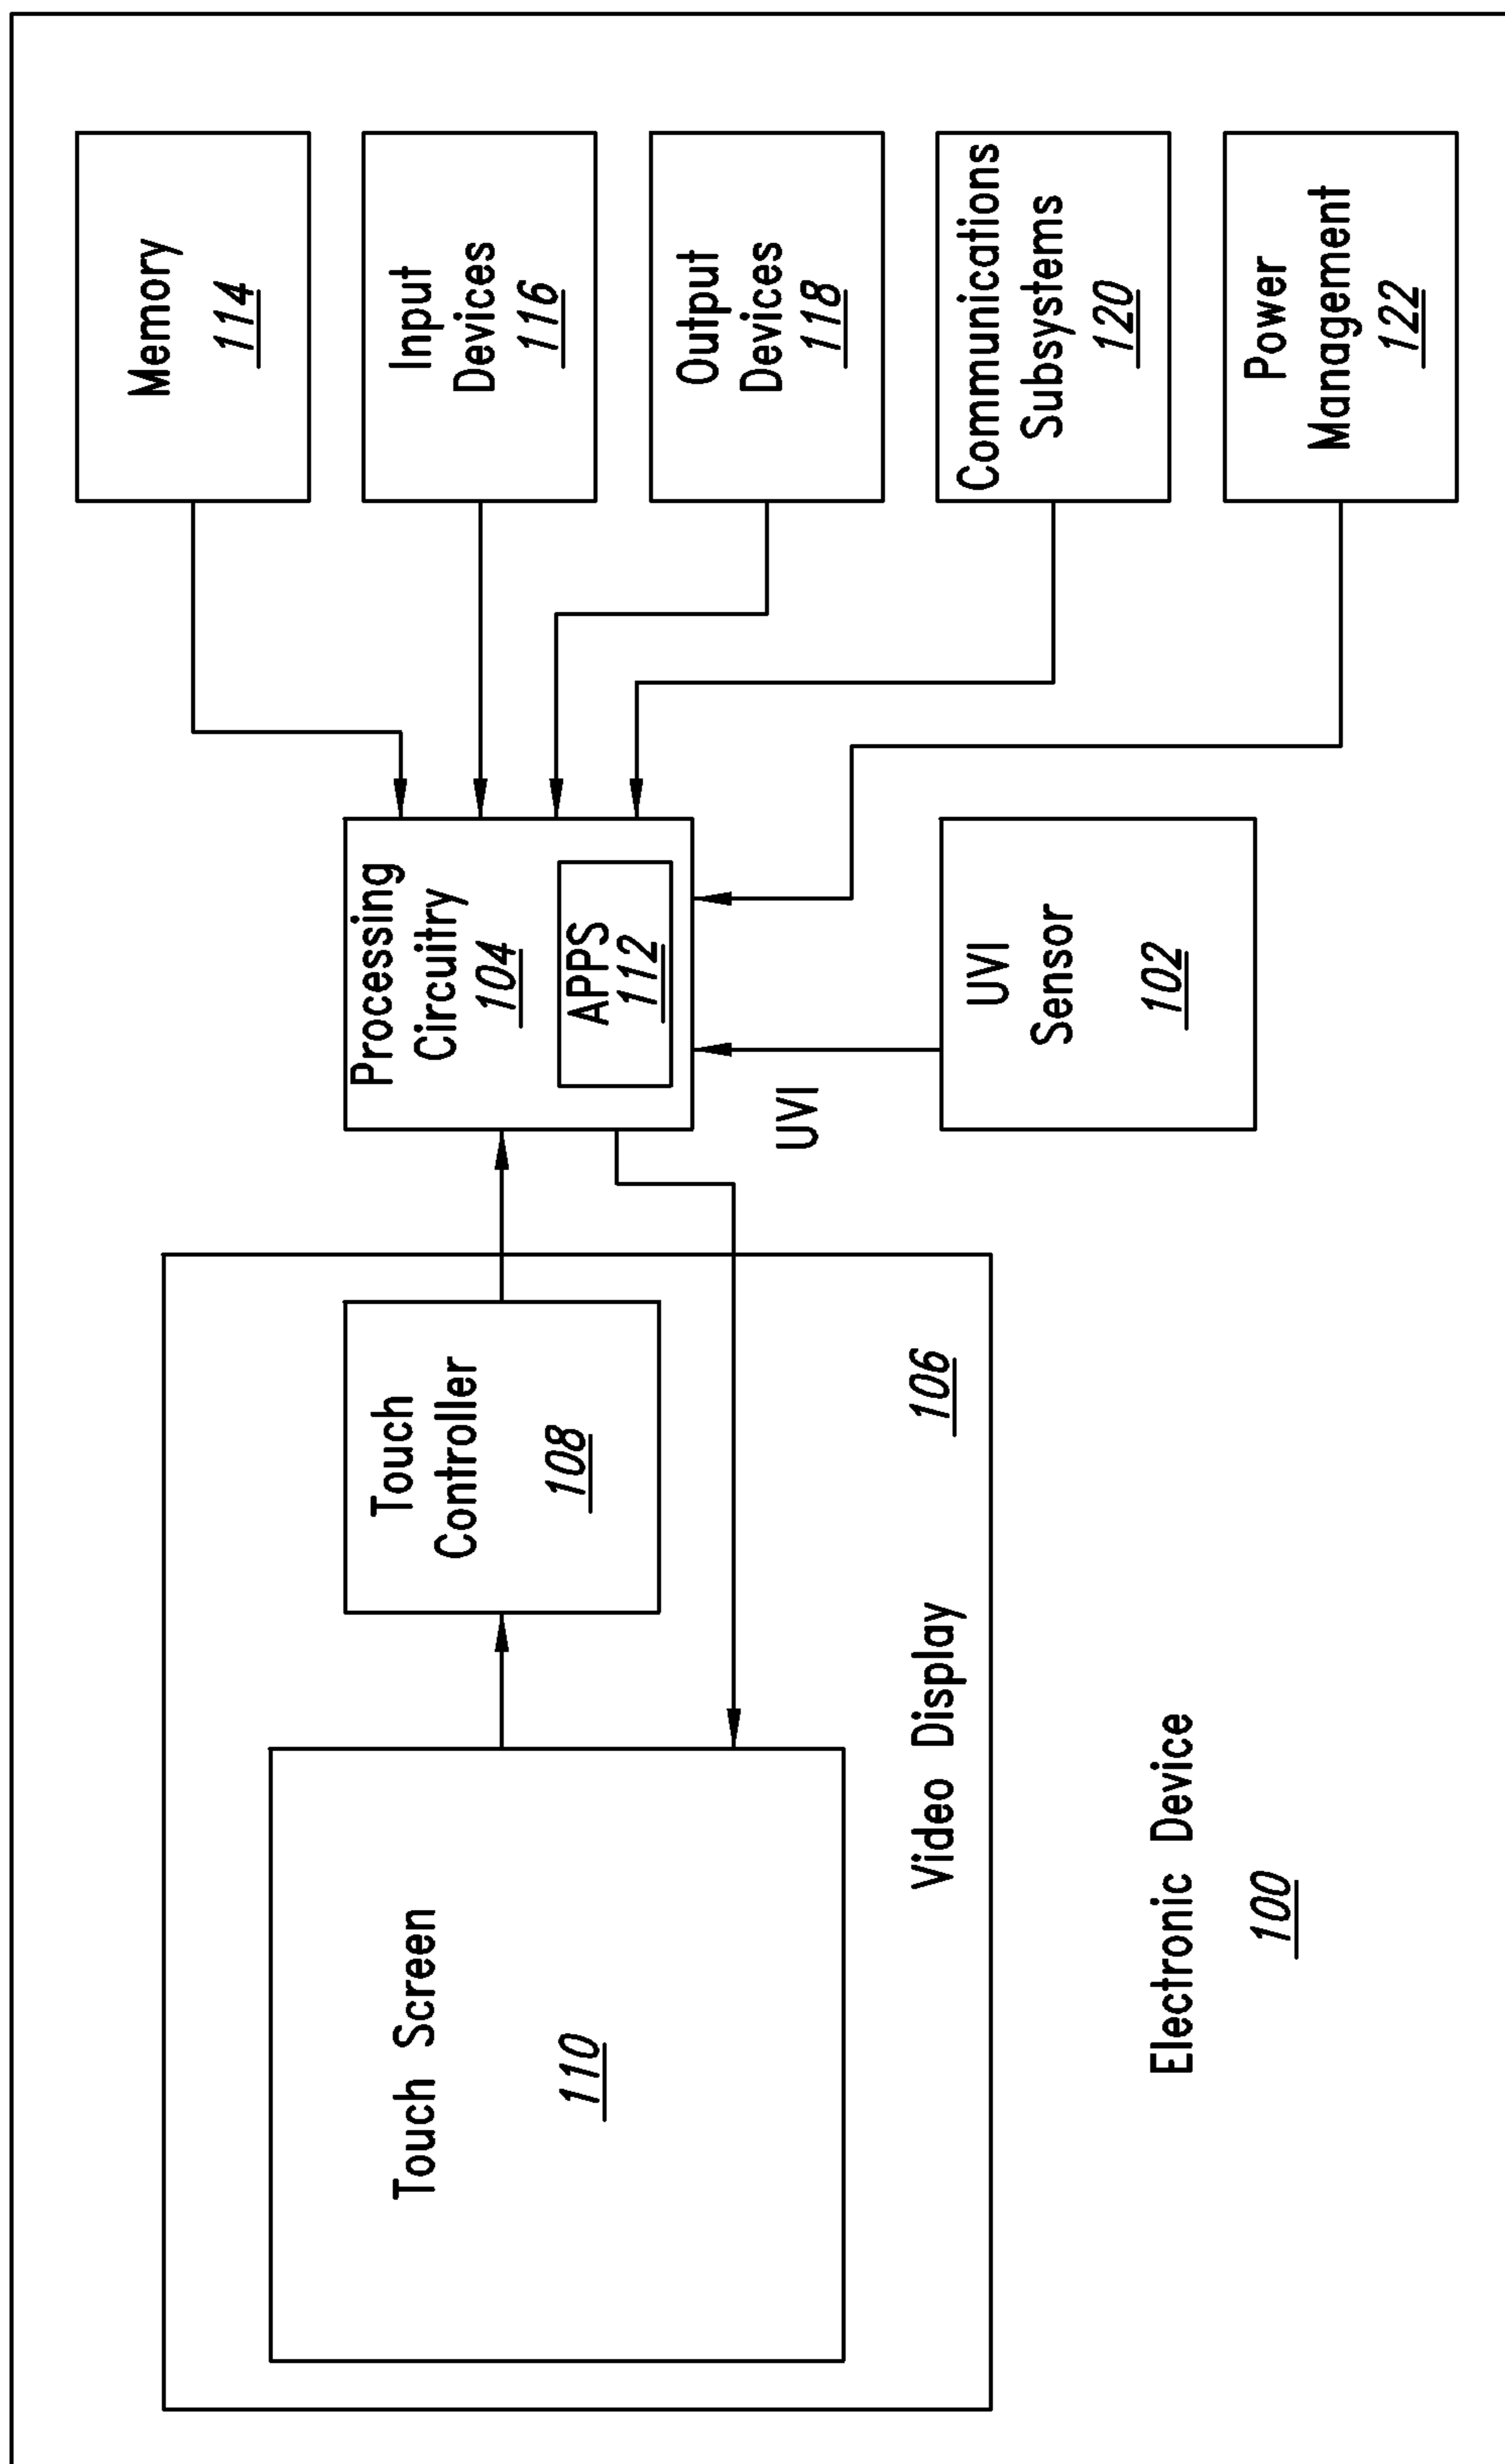 Touch Screen
110
Touch
Controller
108
Video Display
106
Electronic Device
100
Processing
Circuitry
104
APPS
112
UVI
UVI
Sensor
102
Memory
114
Input
Devices
116
Output
Devices
118
Communications
Subsystems
120
Power
Management
122